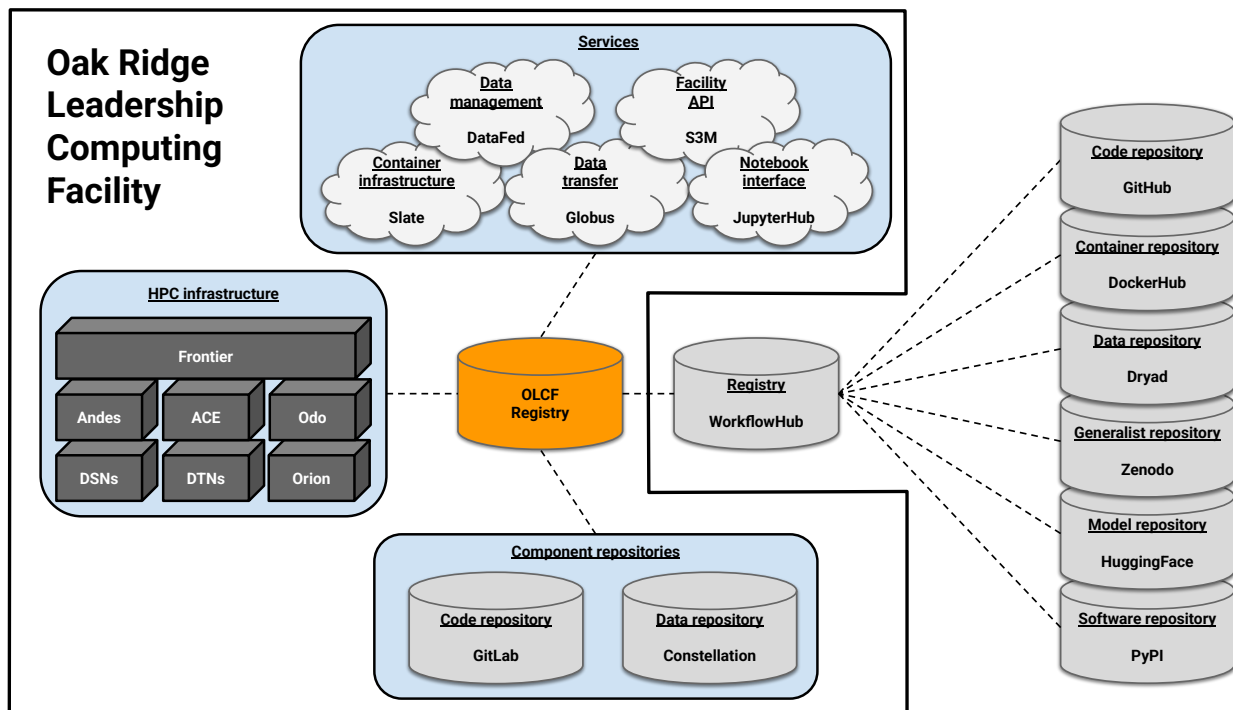 Oak Ridge
Leadership
Computing
Facility
Services
Data
management
DataFed
Facility
API
S3M
Container
infrastructure
Slate
Data
transfer
Globus
Notebook
interface
JupyterHub
HPC infrastructure
Frontier
Andes
ACE
Odo
DSNs
DTNs
Orion
OLCF
Registry
Registry
WorkflowHub
Component repositories
Code repository
GitLab
Data repository
Constellation
Code repository
GitHub
Container repository
DockerHub
Data repository
Dryad
Generalist repository
Zenodo
Model repository
HuggingFace
Software repository
PyPI